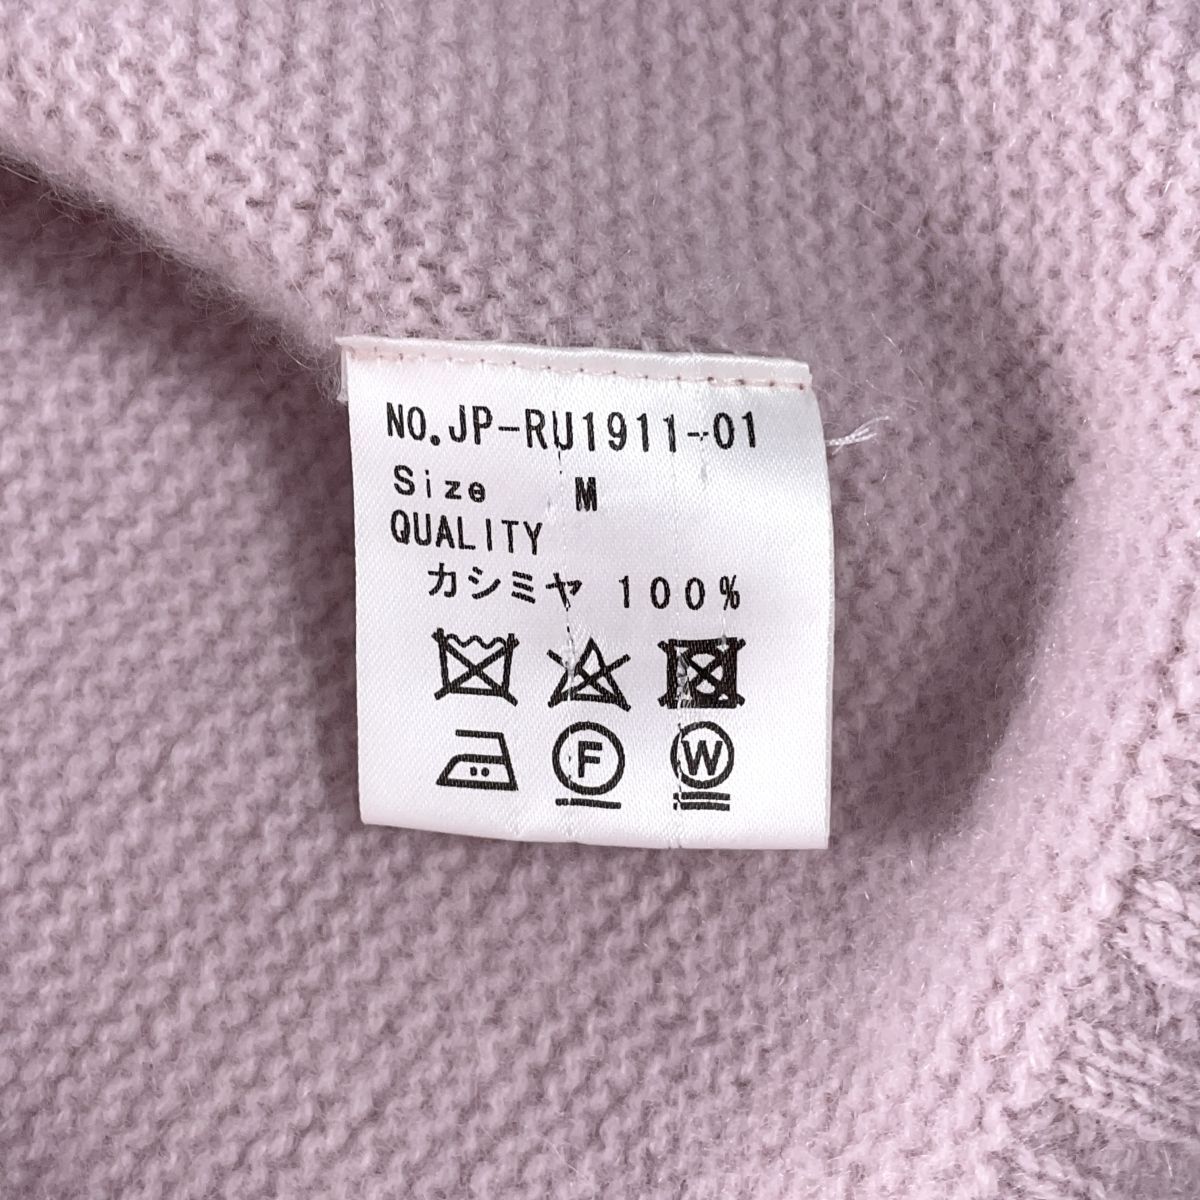 NO.JP-RU1911-01
Size M
QUALITY
カシミヤ 100%
F W